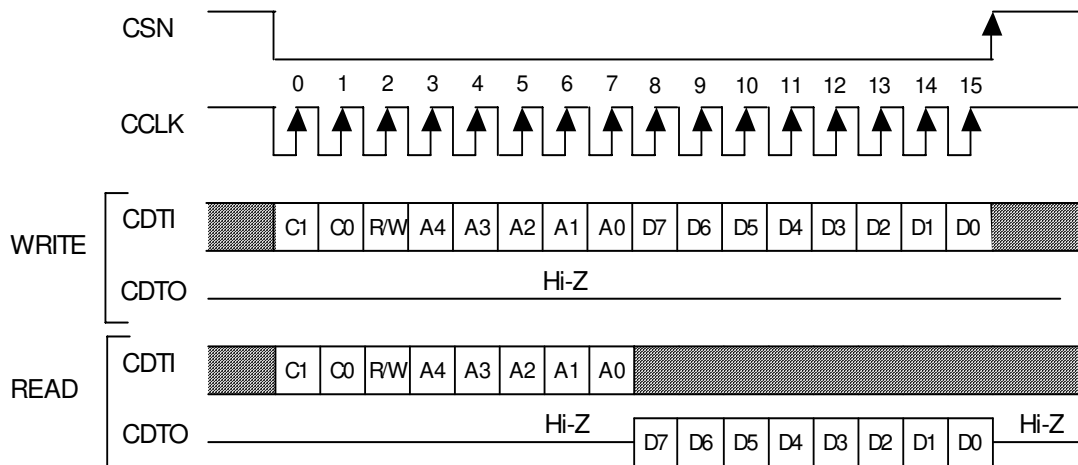 CSN
0 1 2 3 4 5 6 7 8 9 10 11 12 13 14 15
CCLK
WRITE
CDTI
C1 C0 R/W A4 A3 A2 A1 A0 D7 D6 D5 D4 D3 D2 D1 D0
Hi-Z
CDTO
READ
CDTI
C1 C0 R/W A4 A3 A2 A1 A0
CDTO
Hi-Z
D7 D6 D5 D4 D3 D2 D1 D0
Hi-Z